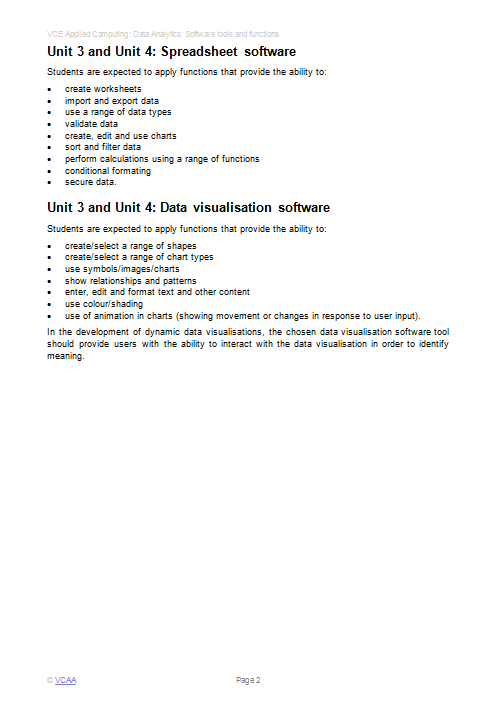 VCE Applied Computing: Data Analytics: Software tools and functions
Unit 3 and Unit 4: Spreadsheet software
Students are expected to apply functions that provide the ability to:
• create worksheets
• import and export data
• use a range of data types
• validate data
• create, edit and use charts
• sort and filter data
• perform calculations using a range of functions
• conditional formating
• secure data.
Unit 3 and Unit 4: Data visualisation software
Students are expected to apply functions that provide the ability to:
• create/select a range of shapes
• create/select a range of chart types
• use symbols/images/charts
• show relationships and patterns
• enter, edit and format text and other content
• use colour/shading
• use of animation in charts (showing movement or changes in response to user input).
In the development of dynamic data visualisations, the chosen data visualisation software tool
should provide users with the ability to interact with the data visualisation in order to identify
meaning.
© VCAA Page 2